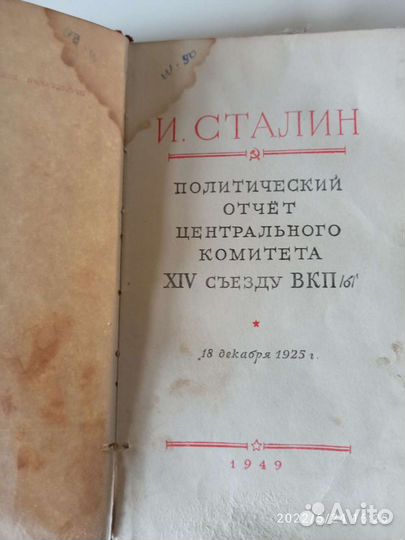 И. СТАЛИН
ПОЛИТИЧЕСКИЙ
ОТЧЁТ
ЦЕНТРАЛЬНОГО
КОМИТЕТА
XIV СЪЕЗДУ ВКП/б/
18 декабря 1925 г.
1949
Avito